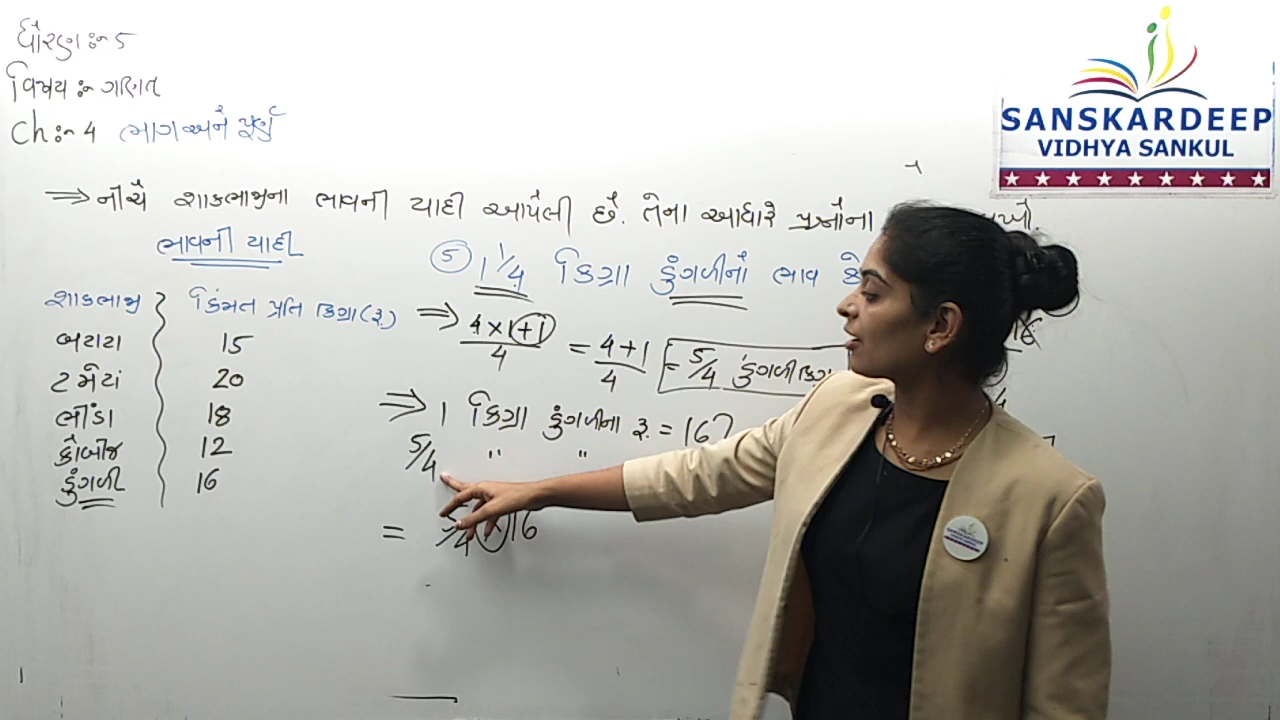 ધોરણ :- 5
વિષય :- ગણિત
Ch :- 4 ભાગ અને પૂર્ણ
SANSKARDEEP
VIDHYA SANKUL
⇒ નીચે શાકભાજીના ભાવની યાદી આપેલી છે. તેના આધારે પ્રશ્નોના
ભાવની યાદી
શાકભાજી કિંમત પ્રતિ કિગ્રા (રૂ.)
બટાટા 15
ટમેટાં 20
ભીંડા 18
કોબીજ 12
ડુંગળી 16
⑤ 1 1/4 કિગ્રા ડુંગળીનો ભાવ
⇒ 4 × 1 + 1 / 4 = 4 + 1 / 4 = 5/4 ડુંગળી કિગ્રા
⇒ 1 કિગ્રા ડુંગળીના રૂ. = 16
5/4 " "
= 5/4 × 16